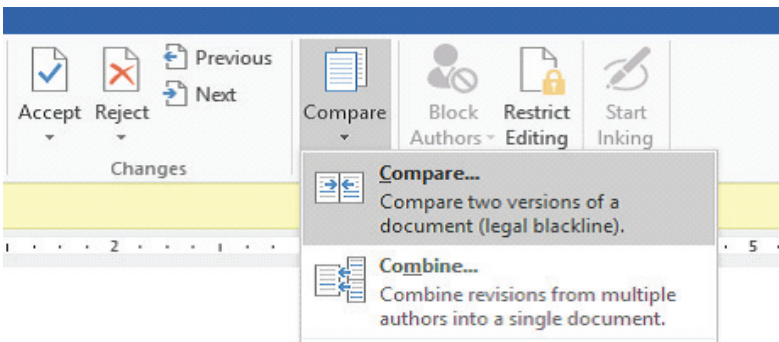 Accept
Reject
Previous
Next
Changes
Compare
Block
Authors
Restrict
Editing
Start
Inking
Compare...
Compare two versions of a
document (legal blackline).
Combine...
Combine revisions from multiple
authors into a single document.
2
5